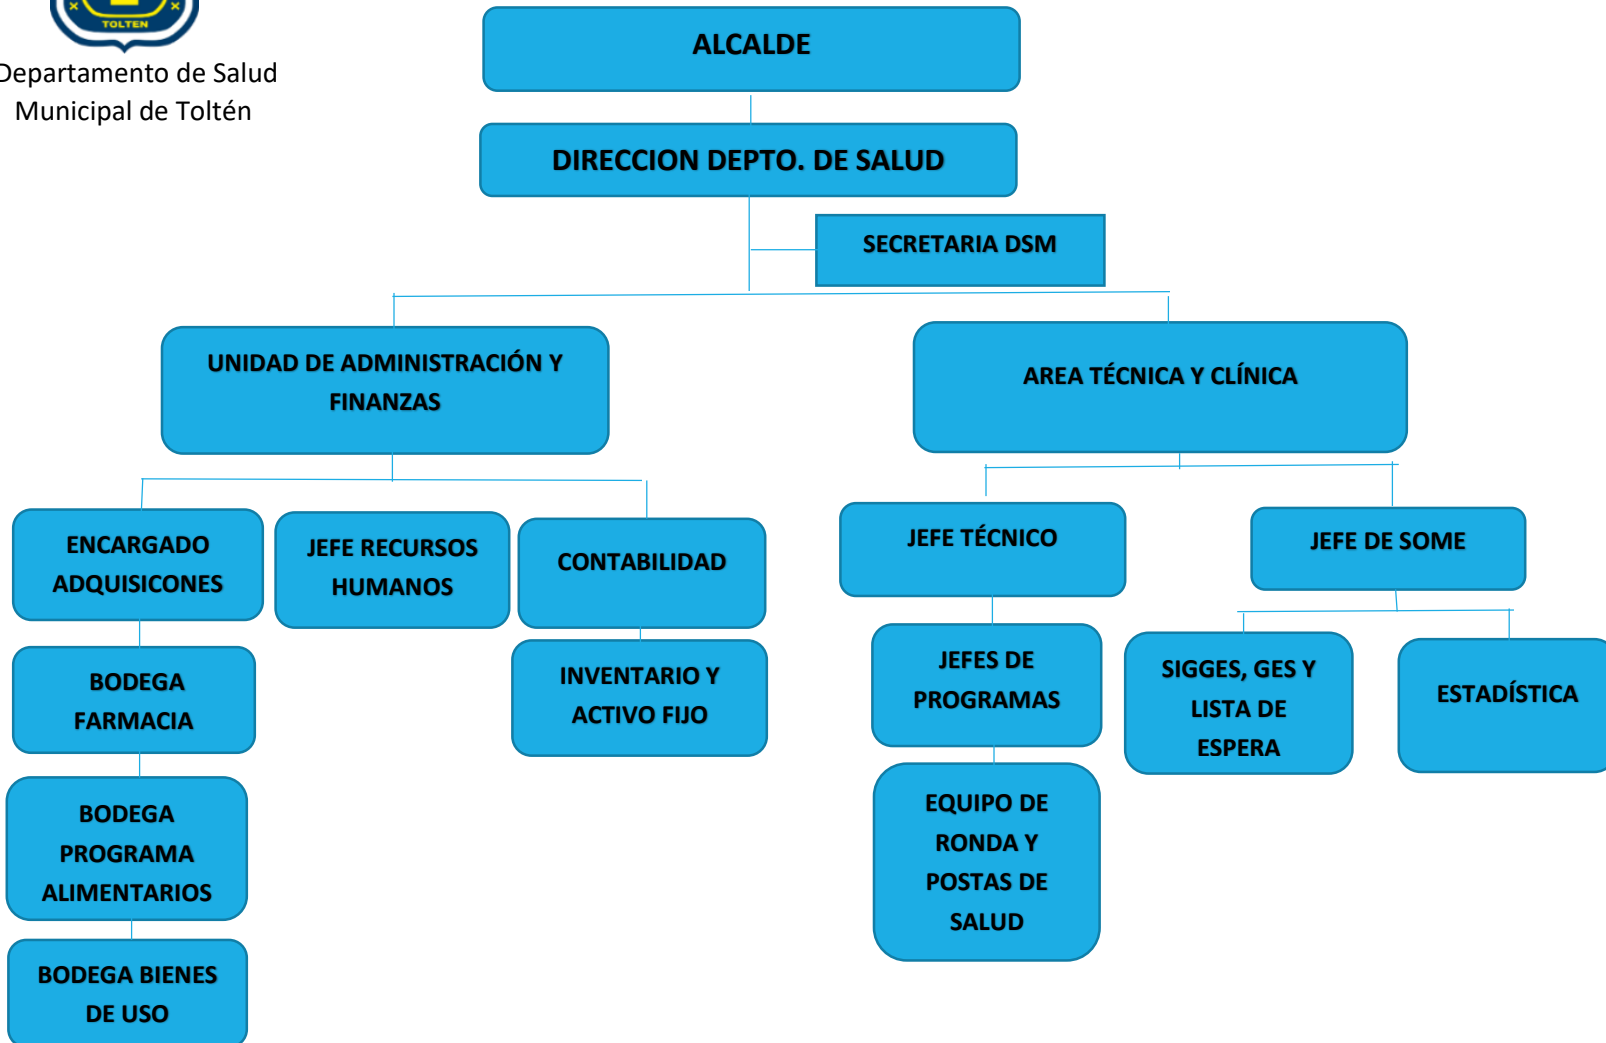 TOLTEN
Departamento de Salud
Municipal de Toltén
ALCALDE
DIRECCION DEPTO. DE SALUD
SECRETARIA DSM
UNIDAD DE ADMINISTRACIÓN Y
FINANZAS
AREA TÉCNICA Y CLÍNICA
ENCARGADO
ADQUISICONES
JEFE RECURSOS
HUMANOS
CONTABILIDAD
JEFE TÉCNICO
JEFE DE SOME
BODEGA
FARMACIA
INVENTARIO Y
ACTIVO FIJO
JEFES DE
PROGRAMAS
SIGGES, GES Y
LISTA DE
ESPERA
ESTADÍSTICA
BODEGA
PROGRAMA
ALIMENTARIOS
EQUIPO DE
RONDA Y
POSTAS DE
SALUD
BODEGA BIENES
DE USO